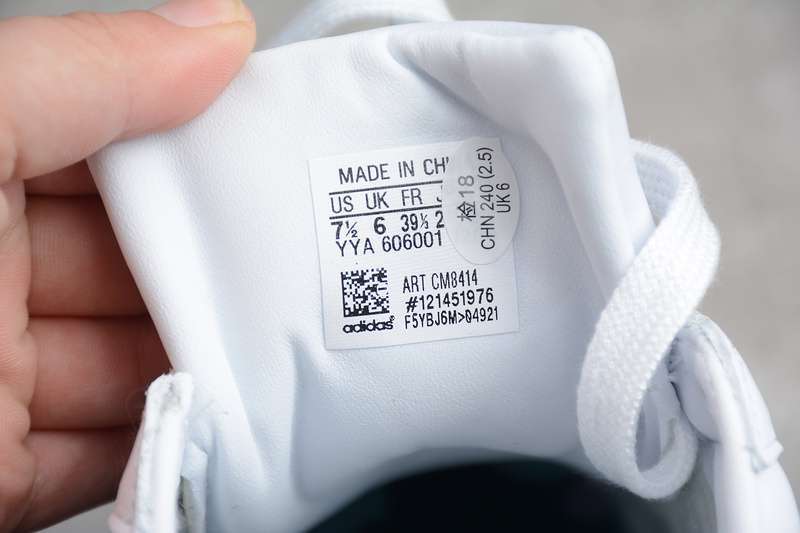 MADE IN CHI
US UK FR J
7½ 6 39⅓ 2
YYA 606001
检18
CHN 240 (2.5)
UK 6
ART CM8414
#121451976
F5YBJ6M>04921
adidas